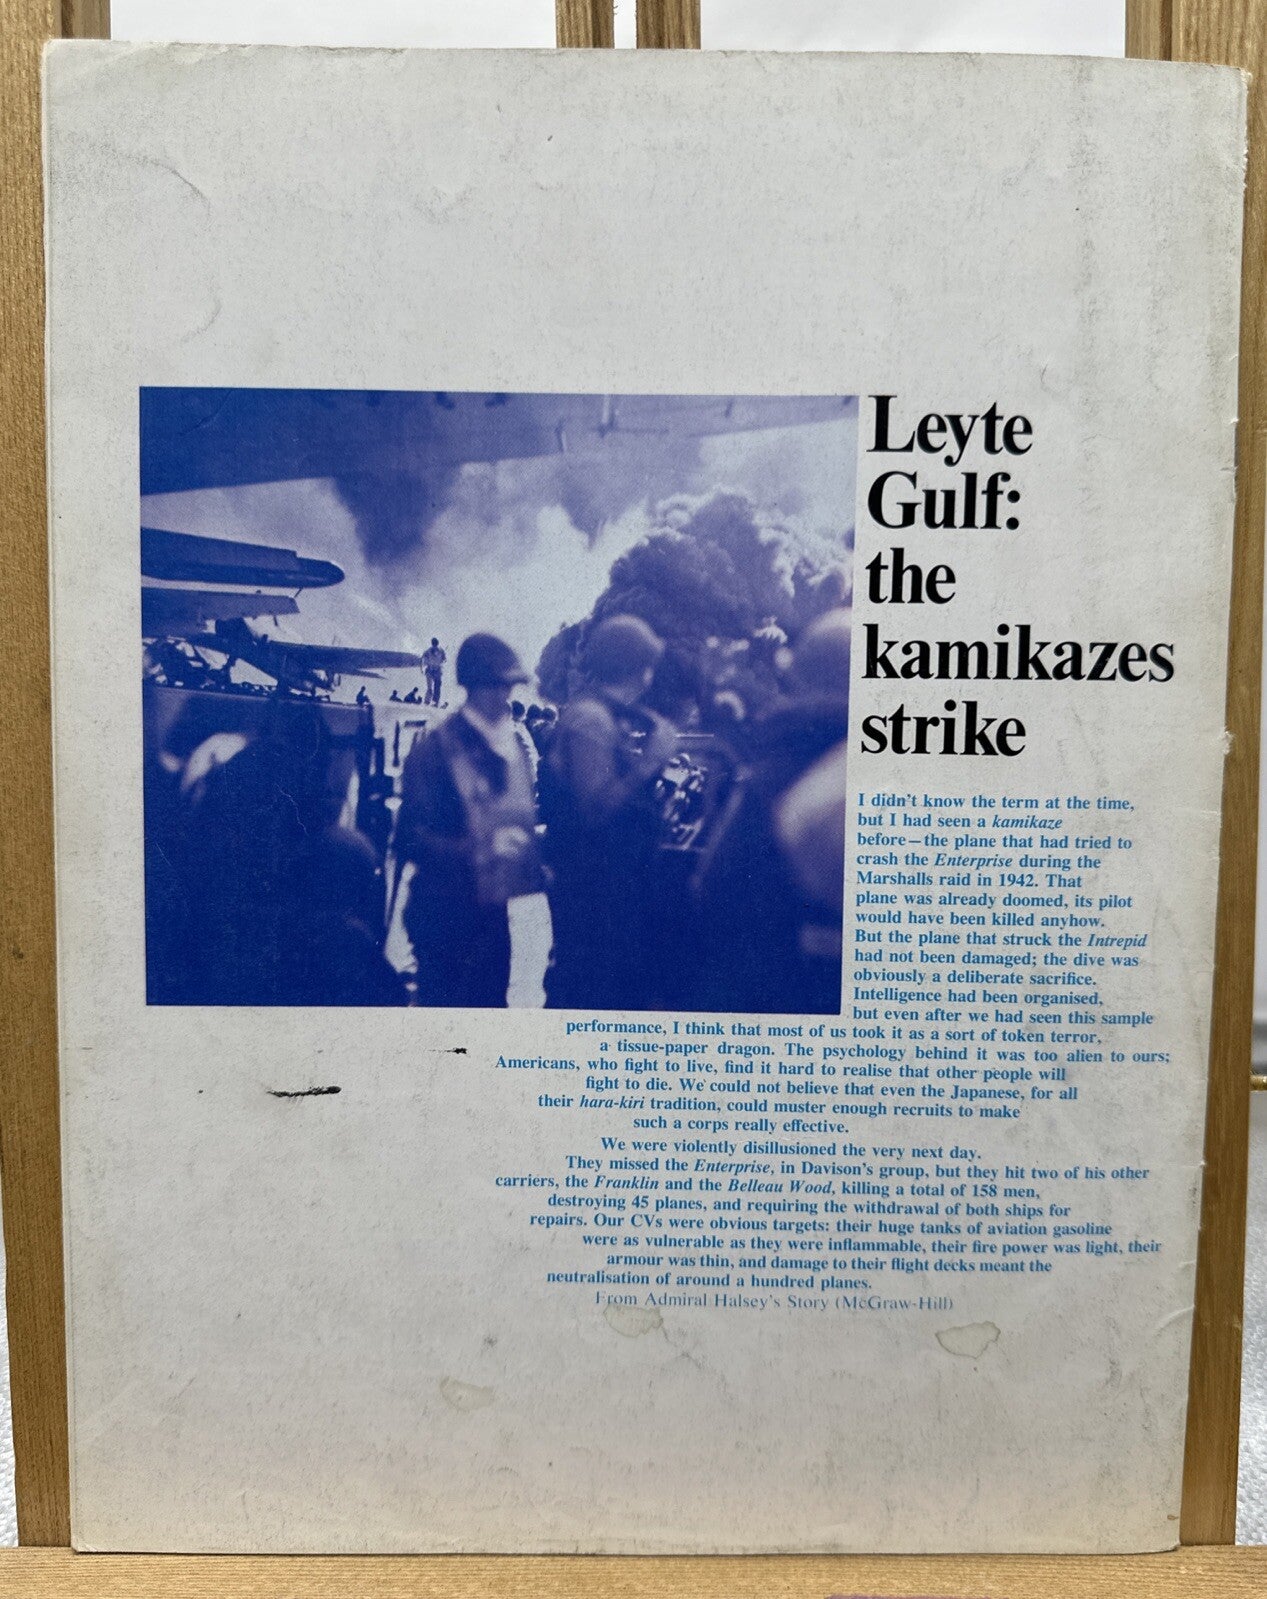 Leyte
Gulf:
the
kamikazes
strike
I didn't know the term at the time,
but I had seen a kamikaze
before—the plane that had tried to
crash the Enterprise during the
Marshalls raid in 1942. That
plane was already doomed, its pilot
would have been killed anyhow.
But the plane that struck the Intrepid
had not been damaged; the dive was
obviously a deliberate sacrifice.
Intelligence had been organised,
but even after we had seen this sample
performance, I think that most of us took it as a sort of token terror,
a tissue-paper dragon. The psychology behind it was too alien to ours;
Americans, who fight to live, find it hard to realise that other people will
fight to die. We could not believe that even the Japanese, for all
their hara-kiri tradition, could muster enough recruits to make
such a corps really effective.
We were violently disillusioned the very next day.
They missed the Enterprise, in Davison's group, but they hit two of his other
carriers, the Franklin and the Belleau Wood, killing a total of 158 men,
destroying 45 planes, and requiring the withdrawal of both ships for
repairs. Our CVs were obvious targets: their huge tanks of aviation gasoline
were as vulnerable as they were inflammable, their fire power was light, their
armour was thin, and damage to their flight decks meant the
neutralisation of around a hundred planes.
From Admiral Halsey's Story (McGraw-Hill)